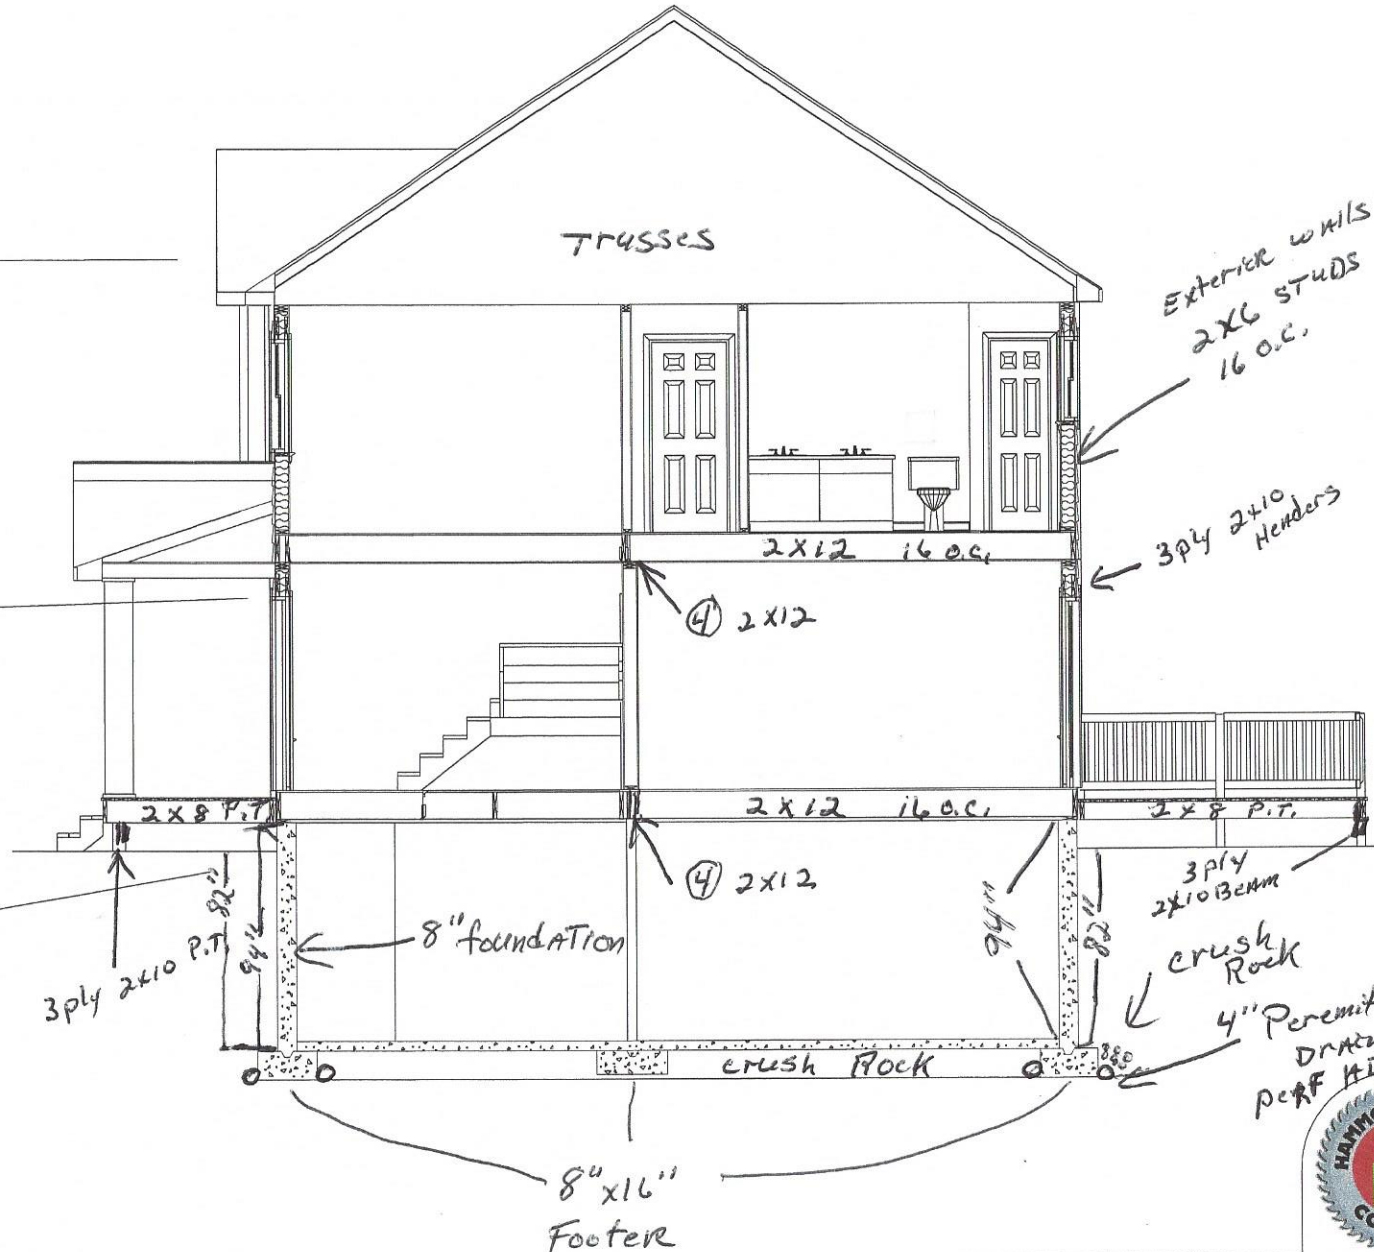 Trusses
Exterior walls
2x6 STUDS
16 O.C.
2x12 16 O.C.
3ply 2x10
Headers
④ 2x12
2x8 P.T.
2x12 16 O.C.
2x8 P.T.
④ 2x12
3ply
2x10 Beam
82"
94"
8" foundATion
94"
82"
3ply 2x10 P.T.
crush
Rock
4"
crush Rock
perf
8"x16"
Footer
HAMM
CO